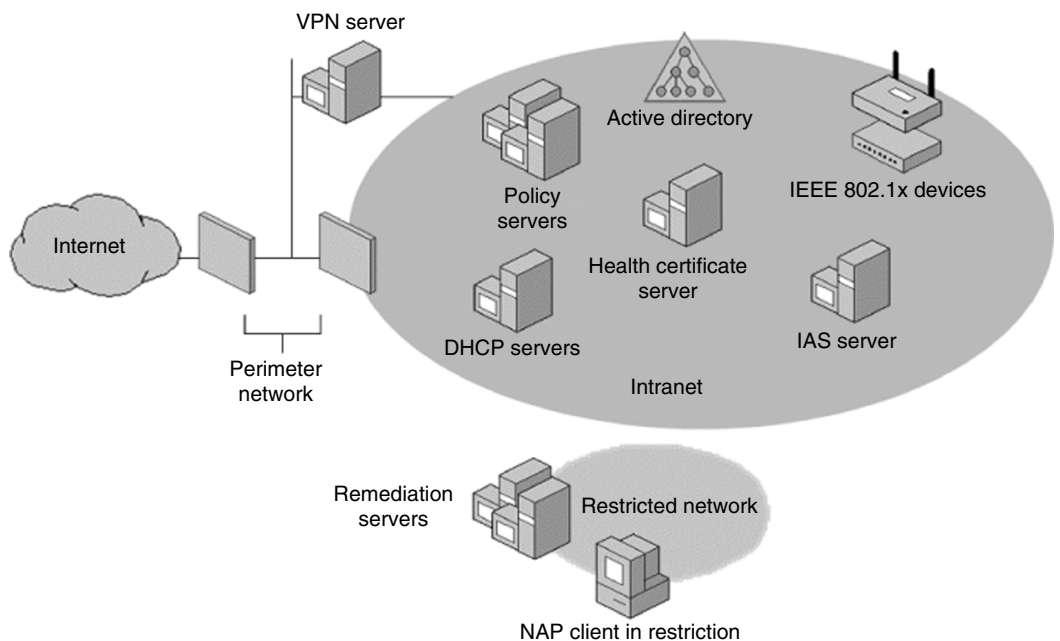 VPN server
Active directory
Policy
servers
IEEE 802.1x devices
Internet
Health certificate
server
DHCP servers
IAS server
Perimeter
network
Intranet
Remediation
servers
Restricted network
NAP client in restriction